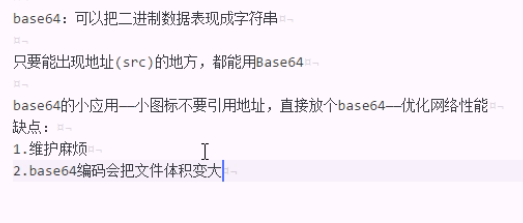 base64：可以把二进制数据表现成字符串
只要能出现地址(src)的地方，都能用Base64
base64的小应用——小图标不要引用地址，直接放个base64——优化网络性能
缺点：
1.维护麻烦
2.base64编码会把文件体积变大